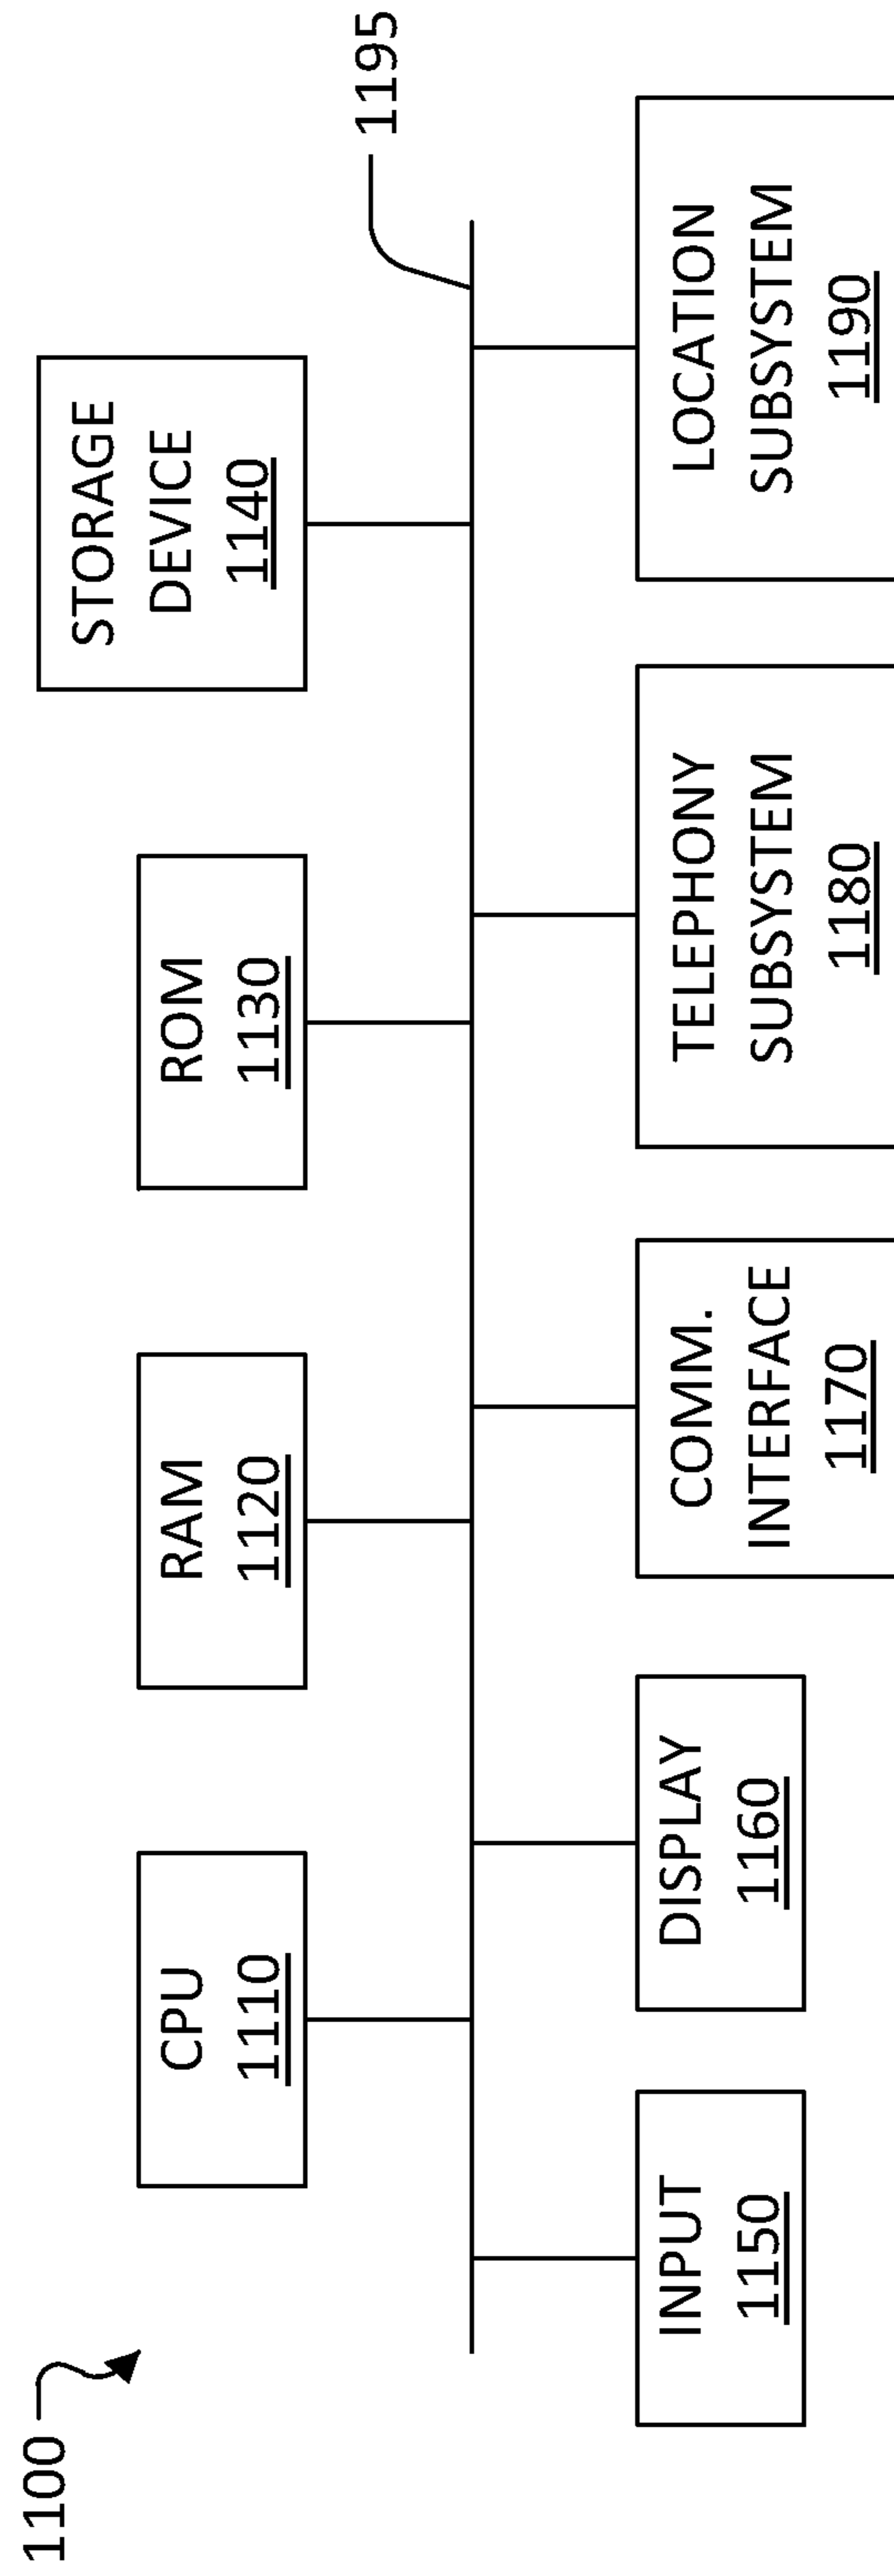 1100
CPU
1110
RAM
1120
ROM
1130
STORAGE
DEVICE
1140
1195
INPUT
1150
DISPLAY
1160
COMM.
INTERFACE
1170
TELEPHONY
SUBSYSTEM
1180
LOCATION
SUBSYSTEM
1190